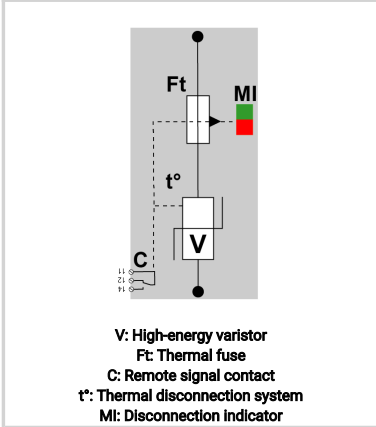 Ft
MI
t°
V
C
11
12
14
V: High-energy varistor
Ft: Thermal fuse
C: Remote signal contact
t°: Thermal disconnection system
MI: Disconnection indicator